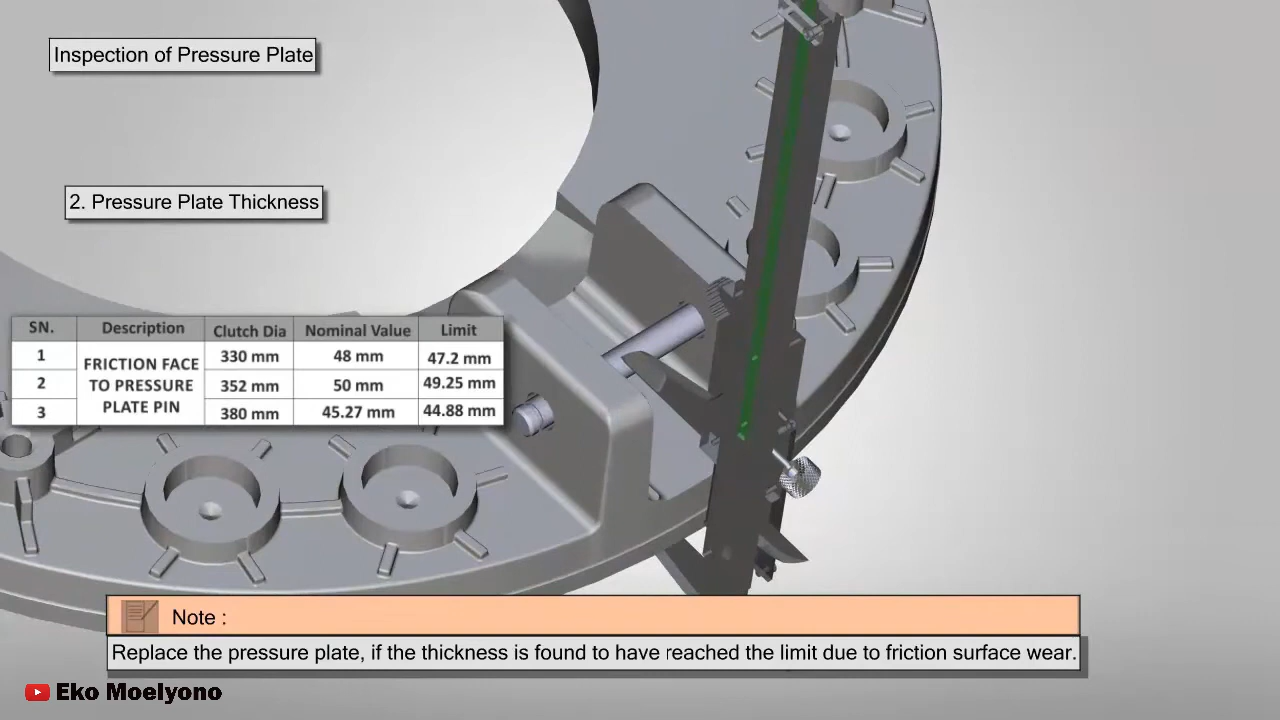 Inspection of Pressure Plate
2. Pressure Plate Thickness
SN. Description Clutch Dia Nominal Value Limit
1 FRICTION FACE TO PRESSURE PLATE PIN 330 mm 48 mm 47.2 mm
2 352 mm 50 mm 49.25 mm
3 380 mm 45.27 mm 44.88 mm
Note :
Replace the pressure plate, if the thickness is found to have reached the limit due to friction surface wear.
Eko Moelyono